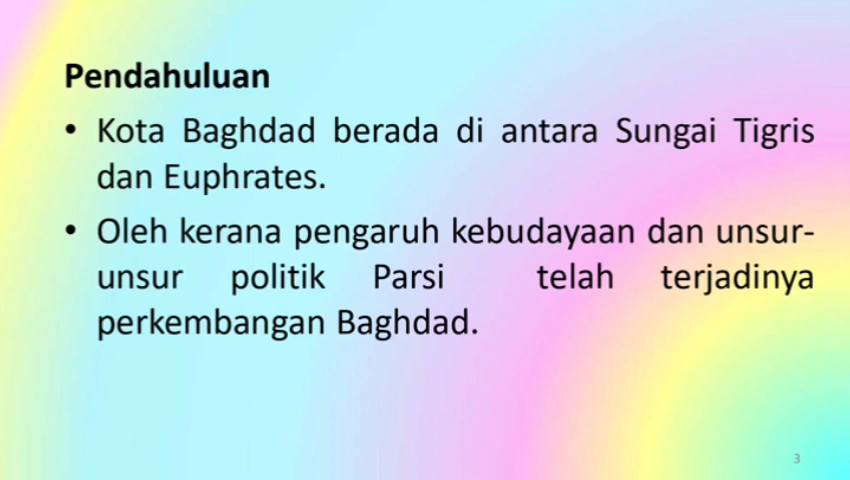 Pendahuluan
• Kota Baghdad berada di antara Sungai Tigris
dan Euphrates.
• Oleh kerana pengaruh kebudayaan dan unsur-
unsur politik Parsi telah terjadinya
perkembangan Baghdad.
3